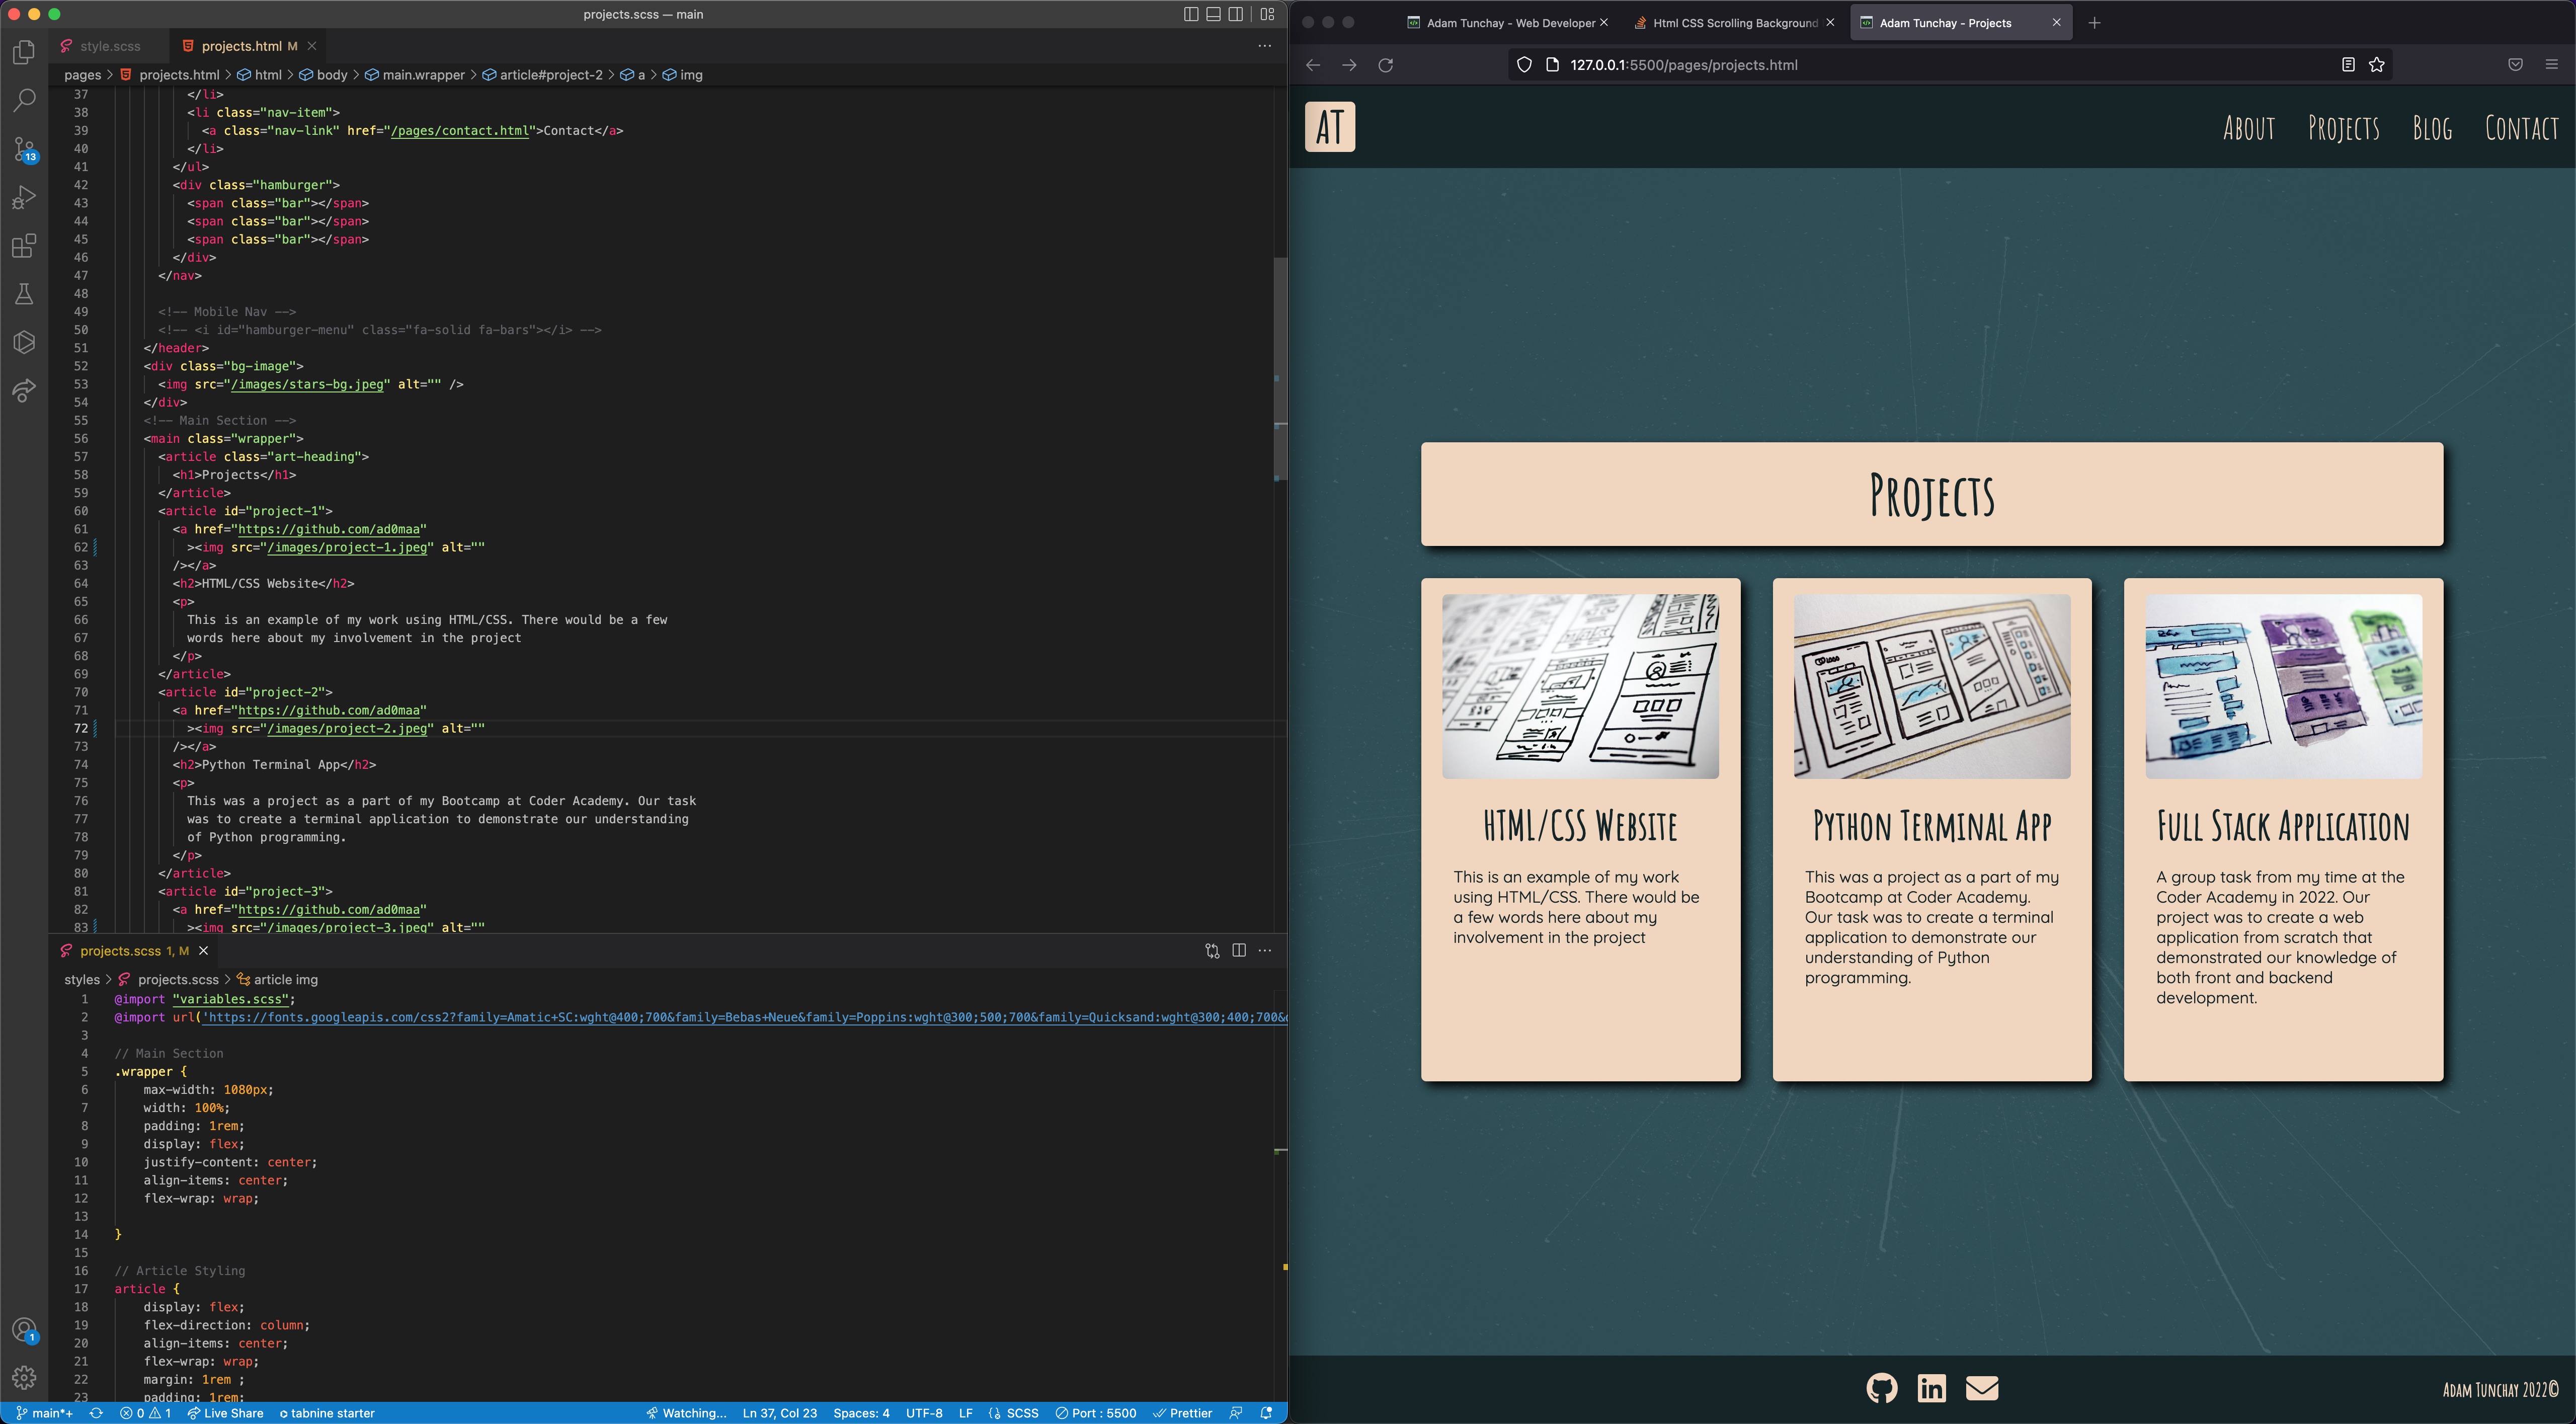 projects.scss — main
style.scss
projects.html M
pages > projects.html > html > body > main.wrapper > article#project-2 > a > img
37 </li>
38 <li class="nav-item">
39 <a class="nav-link" href="/pages/contact.html">Contact</a>
40 </li>
41 </ul>
42 <div class="hamburger">
43 <span class="bar"></span>
44 <span class="bar"></span>
45 <span class="bar"></span>
46 </div>
47 </nav>
48
49 <!-- Mobile Nav -->
50 <!-- <i id="hamburger-menu" class="fa-solid fa-bars"></i> -->
51 </header>
52 <div class="bg-image">
53 <img src="/images/stars-bg.jpeg" alt="" />
54 </div>
55 <!-- Main Section -->
56 <main class="wrapper">
57 <article class="art-heading">
58 <h1>Projects</h1>
59 </article>
60 <article id="project-1">
61 <a href="https://github.com/ad0maa"
62 ><img src="/images/project-1.jpeg" alt=""
63 /></a>
64 <h2>HTML/CSS Website</h2>
65 <p>
66 This is an example of my work using HTML/CSS. There would be a few
67 words here about my involvement in the project
68 </p>
69 </article>
70 <article id="project-2">
71 <a href="https://github.com/ad0maa"
72 ><img src="/images/project-2.jpeg" alt=""
73 /></a>
74 <h2>Python Terminal App</h2>
75 <p>
76 This was a project as a part of my Bootcamp at Coder Academy. Our task
77 was to create a terminal application to demonstrate our understanding
78 of Python programming.
79 </p>
80 </article>
81 <article id="project-3">
82 <a href="https://github.com/ad0maa"
83 ><img src="/images/project-3.jpeg" alt=""
projects.scss 1, M
styles > projects.scss > article img
1 @import "variables.scss";
2 @import url('https://fonts.googleapis.com/css2?family=Amatic+SC:wght@400;700&family=Bebas+Neue&family=Poppins:wght@300;500;700&family=Quicksand:wght@300;400;700&
3
4 // Main Section
5 .wrapper {
6 max-width: 1080px;
7 width: 100%;
8 padding: 1rem;
9 display: flex;
10 justify-content: center;
11 align-items: center;
12 flex-wrap: wrap;
13
14 }
15
16 // Article Styling
17 article {
18 display: flex;
19 flex-direction: column;
20 align-items: center;
21 flex-wrap: wrap;
22 margin: 1rem ;
23 padding: 1rem;
13
1
main*+ 0 1 Live Share tabnine starter Watching... Ln 37, Col 23 Spaces: 4 UTF-8 LF SCSS Port : 5500 Prettier
Adam Tunchay - Web Developer
Html CSS Scrolling Background
Adam Tunchay - Projects
127.0.0.1:5500/pages/projects.html
AT
About Projects Blog Contact
Projects
HTML/CSS Website
This is an example of my work
using HTML/CSS. There would be
a few words here about my
involvement in the project
Python Terminal App
This was a project as a part of my
Bootcamp at Coder Academy.
Our task was to create a terminal
application to demonstrate our
understanding of Python
programming.
Full Stack Application
A group task from my time at the
Coder Academy in 2022. Our
project was to create a web
application from scratch that
demonstrated our knowledge of
both front and backend
development.
Adam Tunchay 2022©